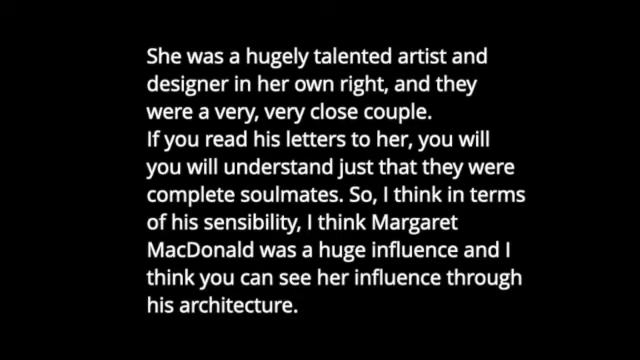 She was a hugely talented artist and
designer in her own right, and they
were a very, very close couple.
If you read his letters to her, you will
you will understand just that they were
complete soulmates. So, I think in terms
of his sensibility, I think Margaret
MacDonald was a huge influence and I
think you can see her influence through
his architecture.